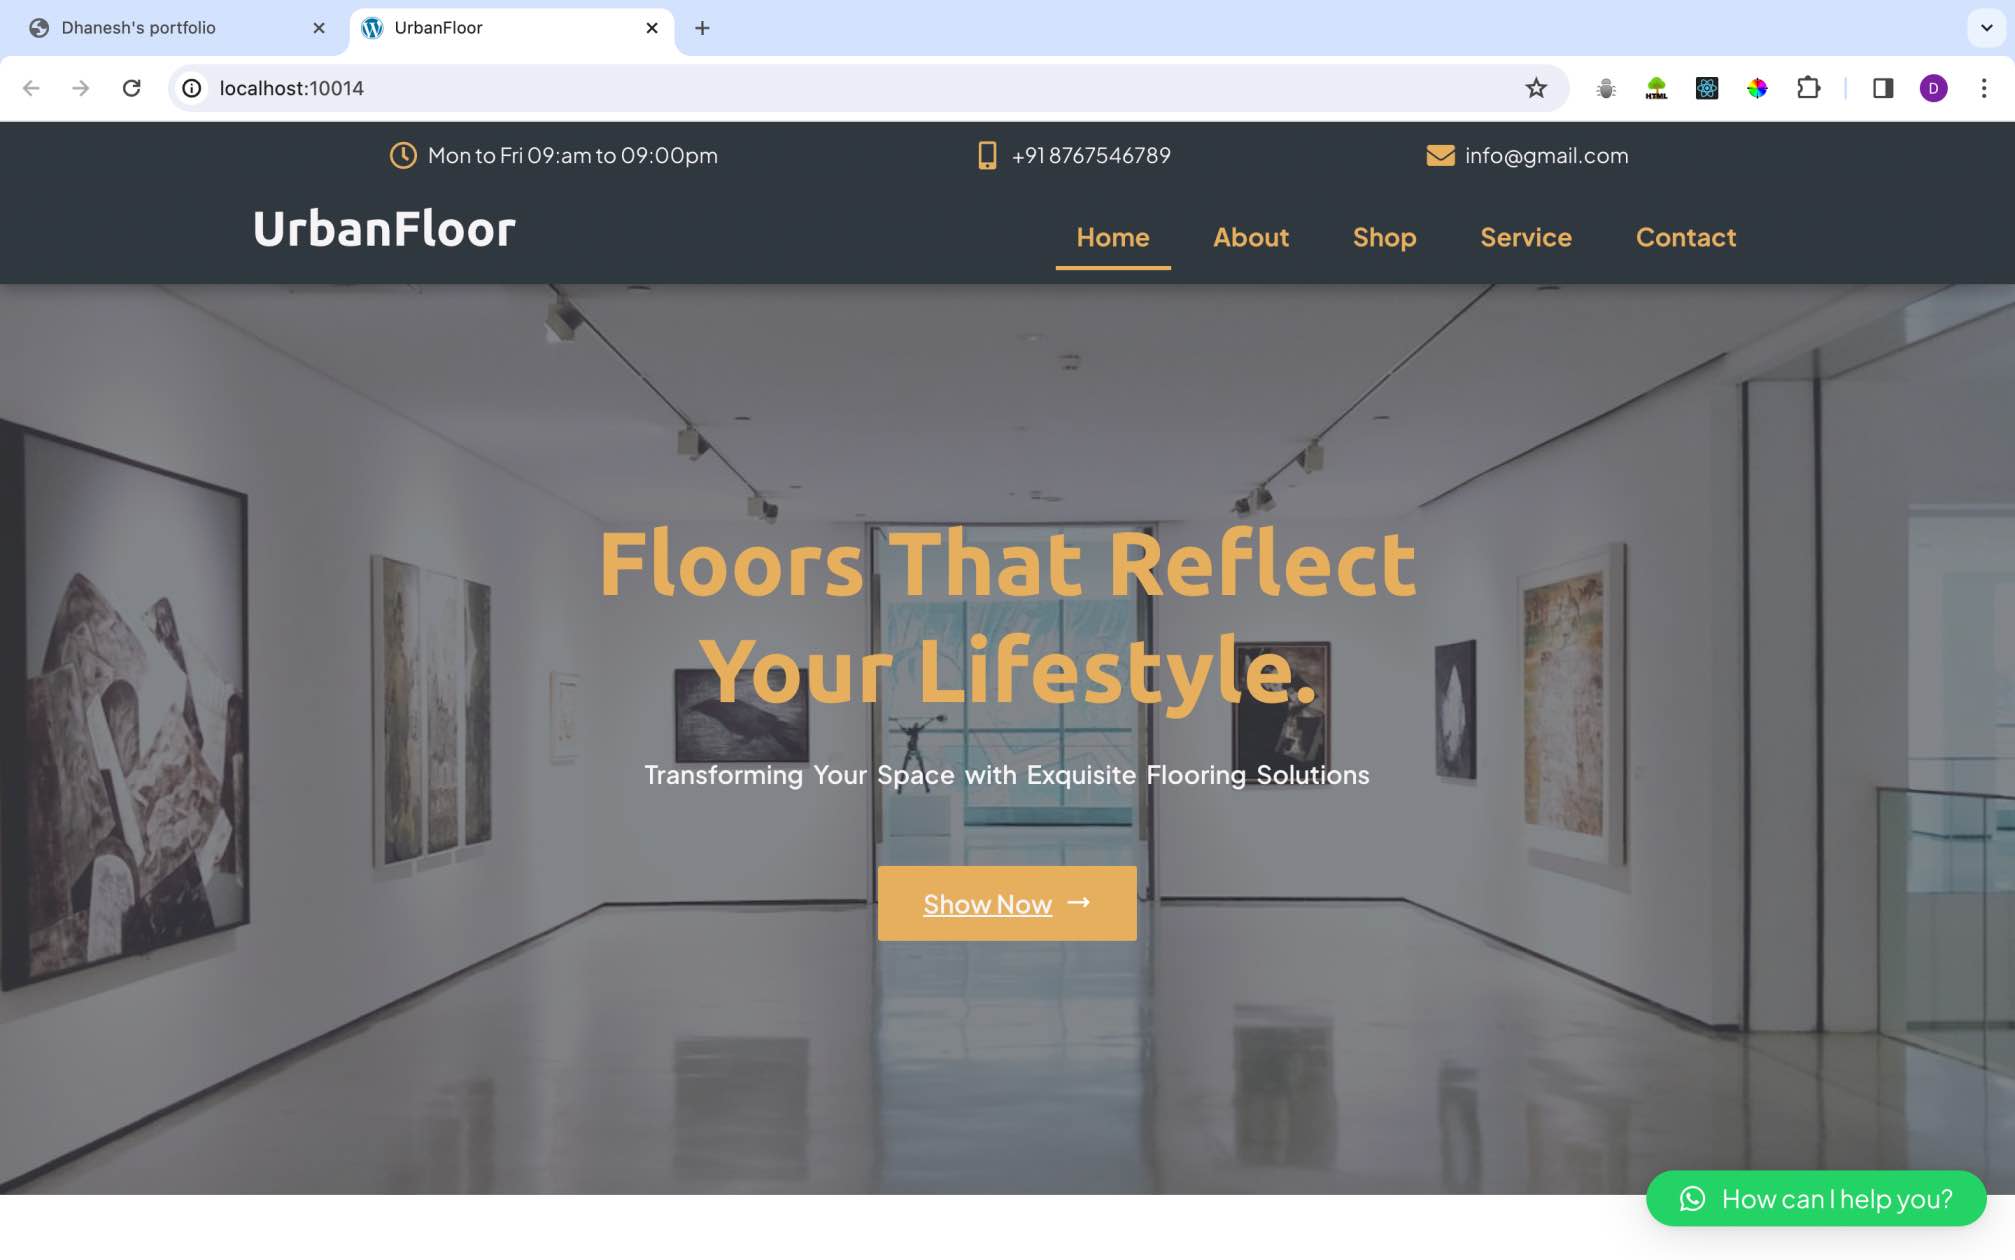 Dhanesh's portfolio
UrbanFloor
localhost:10014
HTML
D
Mon to Fri 09:am to 09:00pm
+91 8767546789
info@gmail.com
UrbanFloor
Home
About
Shop
Service
Contact
Floors That Reflect
Your Lifestyle.
Transforming Your Space with Exquisite Flooring Solutions
Show Now →
How can I help you?